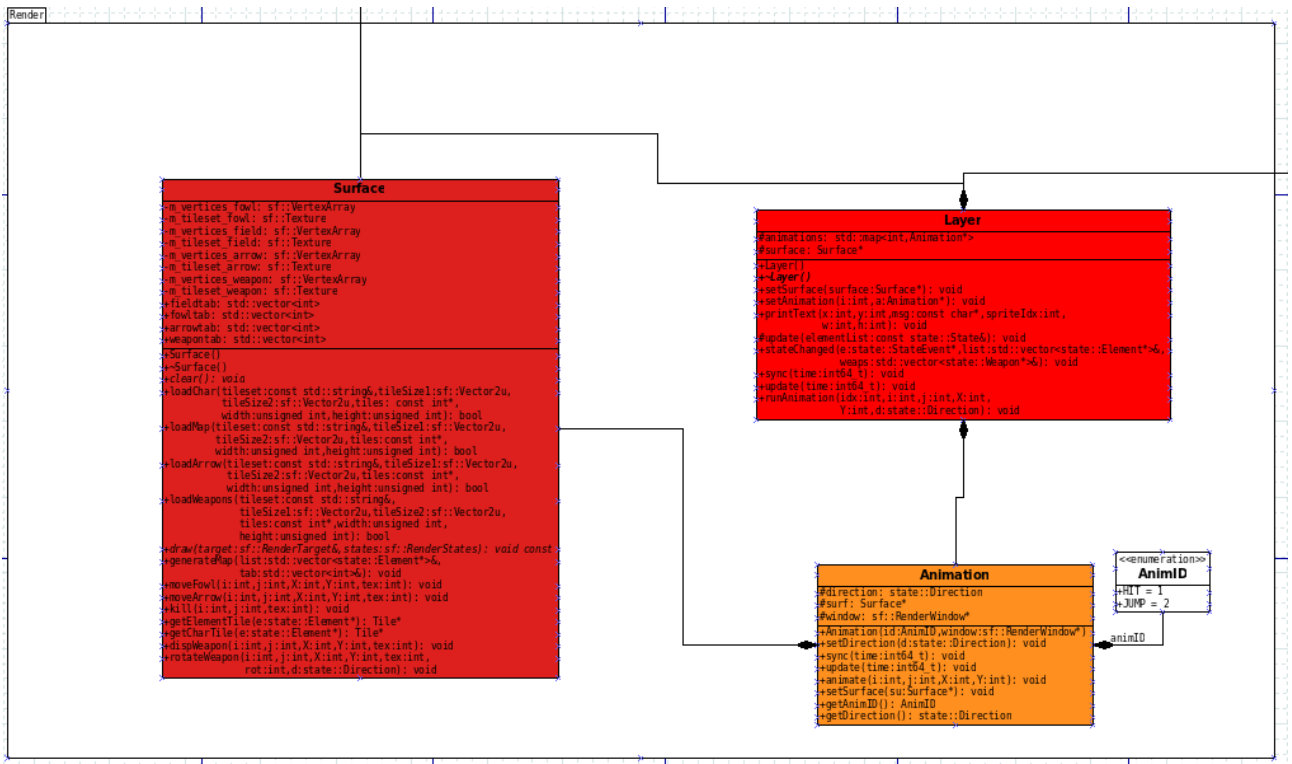 Render
Surface
-m_vertices_fowl: sf::VertexArray
-m_tileset_fowl: sf::Texture
-m_vertices_field: sf::VertexArray
-m_tileset_field: sf::Texture
-m_vertices_arrow: sf::VertexArray
-m_tileset_arrow: sf::Texture
-m_vertices_weapon: sf::VertexArray
-m_tileset_weapon: sf::Texture
+fieldtab: std::vector<int>
+fowltab: std::vector<int>
+arrowtab: std::vector<int>
+weapontab: std::vector<int>
+Surface()
+~Surface()
+clear(): void
+loadChar(tileset:const std::string&,tileSize1:sf::Vector2u,
tileSize2:sf::Vector2u,tiles: const int*,
width:unsigned int,height:unsigned int): bool
+loadMap(tileset:const std::string&,tileSize1:sf::Vector2u,
tileSize2:sf::Vector2u,tiles:const int*,
width:unsigned int,height:unsigned int): bool
+loadArrow(tileset:const std::string&,tileSize1:sf::Vector2u,
tileSize2:sf::Vector2u,tiles:const int*,
width:unsigned int,height:unsigned int): bool
+loadWeapons(tileset:const std::string&,
tileSize1:sf::Vector2u,tileSize2:sf::Vector2u,
tiles:const int*,width:unsigned int,
height:unsigned int): bool
+draw(target:sf::RenderTarget&,states:sf::RenderStates): void const
+generateMap(list:std::vector<state::Element*>&,
tab:std::vector<int>&): void
+moveFowl(i:int,j:int,X:int,Y:int,tex:int): void
+moveArrow(i:int,j:int,X:int,Y:int,tex:int): void
+kill(i:int,j:int,tex:int): void
+getElementTile(e:state::Element*): Tile*
+getCharTile(e:state::Element*): Tile*
+dispWeapon(i:int,j:int,X:int,Y:int,tex:int): void
+rotateWeapon(i:int,j:int,X:int,Y:int,tex:int,
rot:int,d:state::Direction): void
Layer
#animations: std::map<int,Animation*>
#surface: Surface*
+Layer()
+~Layer()
+setSurface(surface:Surface*): void
+setAnimation(i:int,a:Animation*): void
+printText(x:int,y:int,msg:const char*,spriteIdx:int,
w:int,h:int): void
#update(elementList:const state::State&): void
+stateChanged(e:state::StateEvent*,list:std::vector<state::Element*>&,
weaps:std::vector<state::Weapon*>&): void
+sync(time:int64_t): void
+update(time:int64_t): void
+runAnimation(idx:int,i:int,j:int,X:int,
Y:int,d:state::Direction): void
Animation
#direction: state::Direction
#surf: Surface*
#window: sf::RenderWindow*
+Animation(id:AnimID,window:sf::RenderWindow*)
+setDirection(d:state::Direction): void
+sync(time:int64_t): void
+update(time:int64_t): void
+animate(i:int,j:int,X:int,Y:int): void
+setSurface(su:Surface*): void
+getAnimID(): AnimID
+getDirection(): state::Direction
<<enumeration>>
AnimID
+HIT = 1
+JUMP = 2
animID